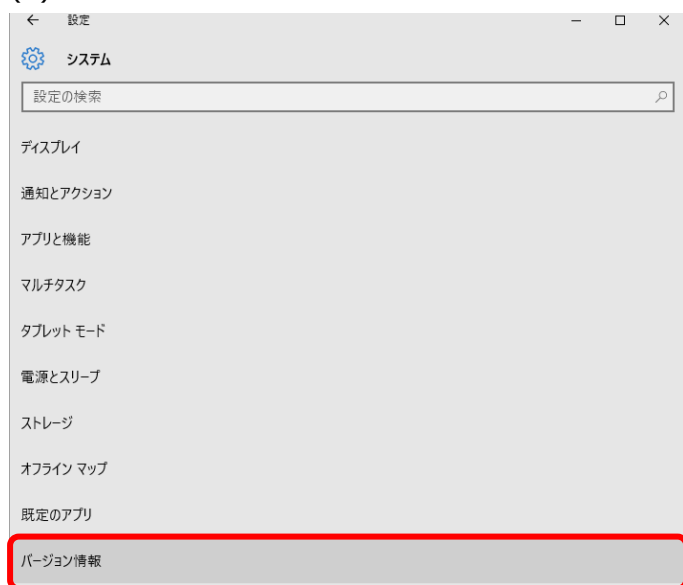 設定
システム
設定の検索
ディスプレイ
通知とアクション
アプリと機能
マルチタスク
タブレット モード
電源とスリープ
ストレージ
オフライン マップ
既定のアプリ
バージョン情報